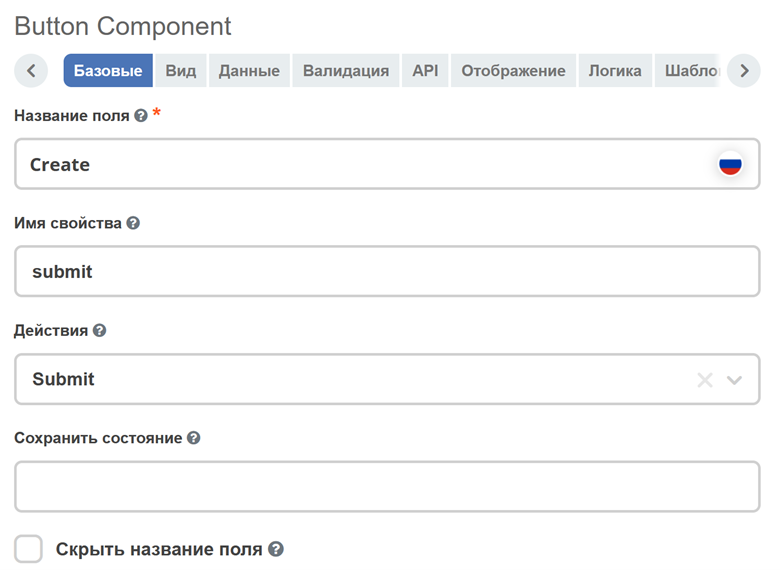 Button Component
Базовые Вид Данные Валидация API Отображение Логика
Название поля *
Create
Имя свойства
submit
Действия
Submit
Сохранить состояние
Скрыть название поля